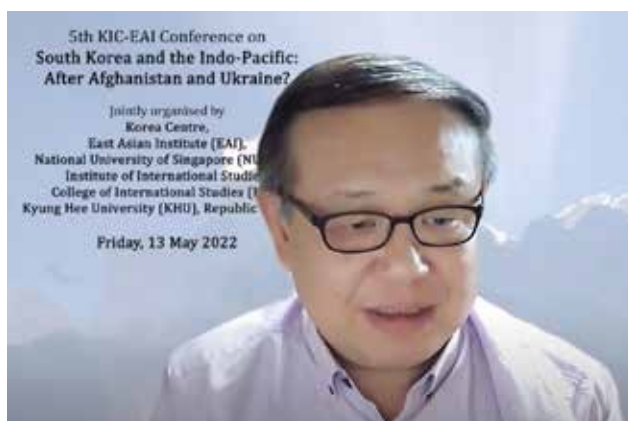 5th KIC-EAI Conference on
South Korea and the Indo-Pacific:
After Afghanistan and Ukraine?
Jointly organised by
Korea Centre,
East Asian Institute (EAI),
National University of Singapore (NU
Institute of International Studie
College of International Studies
Kyung Hee University (KHU), Republic
Friday, 13 May 2022